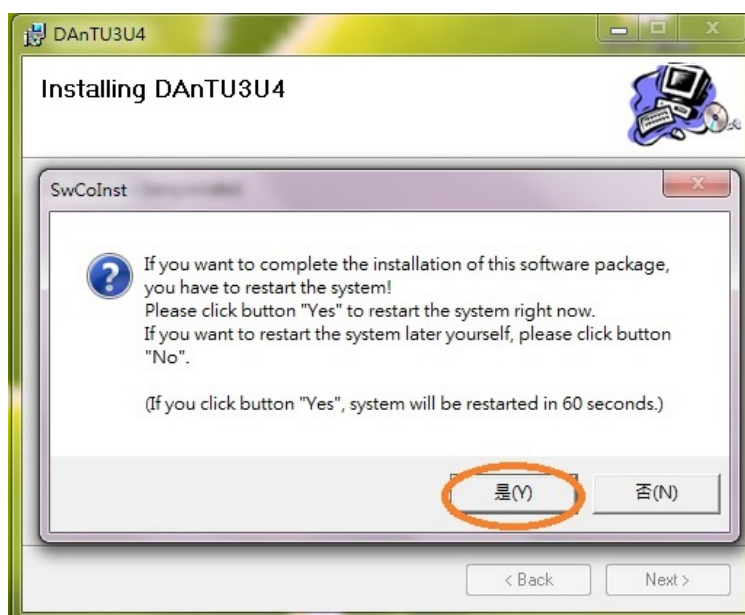 DAnTU3U4
Installing DAnTU3U4
SwCoInst
If you want to complete the installation of this software package,
you have to restart the system!
Please click button "Yes" to restart the system right now.
If you want to restart the system later yourself, please click button
"No".
(If you click button "Yes", system will be restarted in 60 seconds.)
是(Y)
否(N)
< Back
Next >